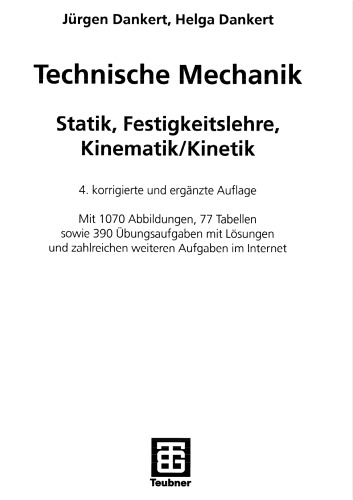 Jürgen Dankert, Helga Dankert
Technische Mechanik
Statik, Festigkeitslehre,
Kinematik/Kinetik
4. korrigierte und ergänzte Auflage
Mit 1070 Abbildungen, 77 Tabellen
sowie 390 Übungsaufgaben mit Lösungen
und zahlreichen weiteren Aufgaben im Internet
BGT
Teubner